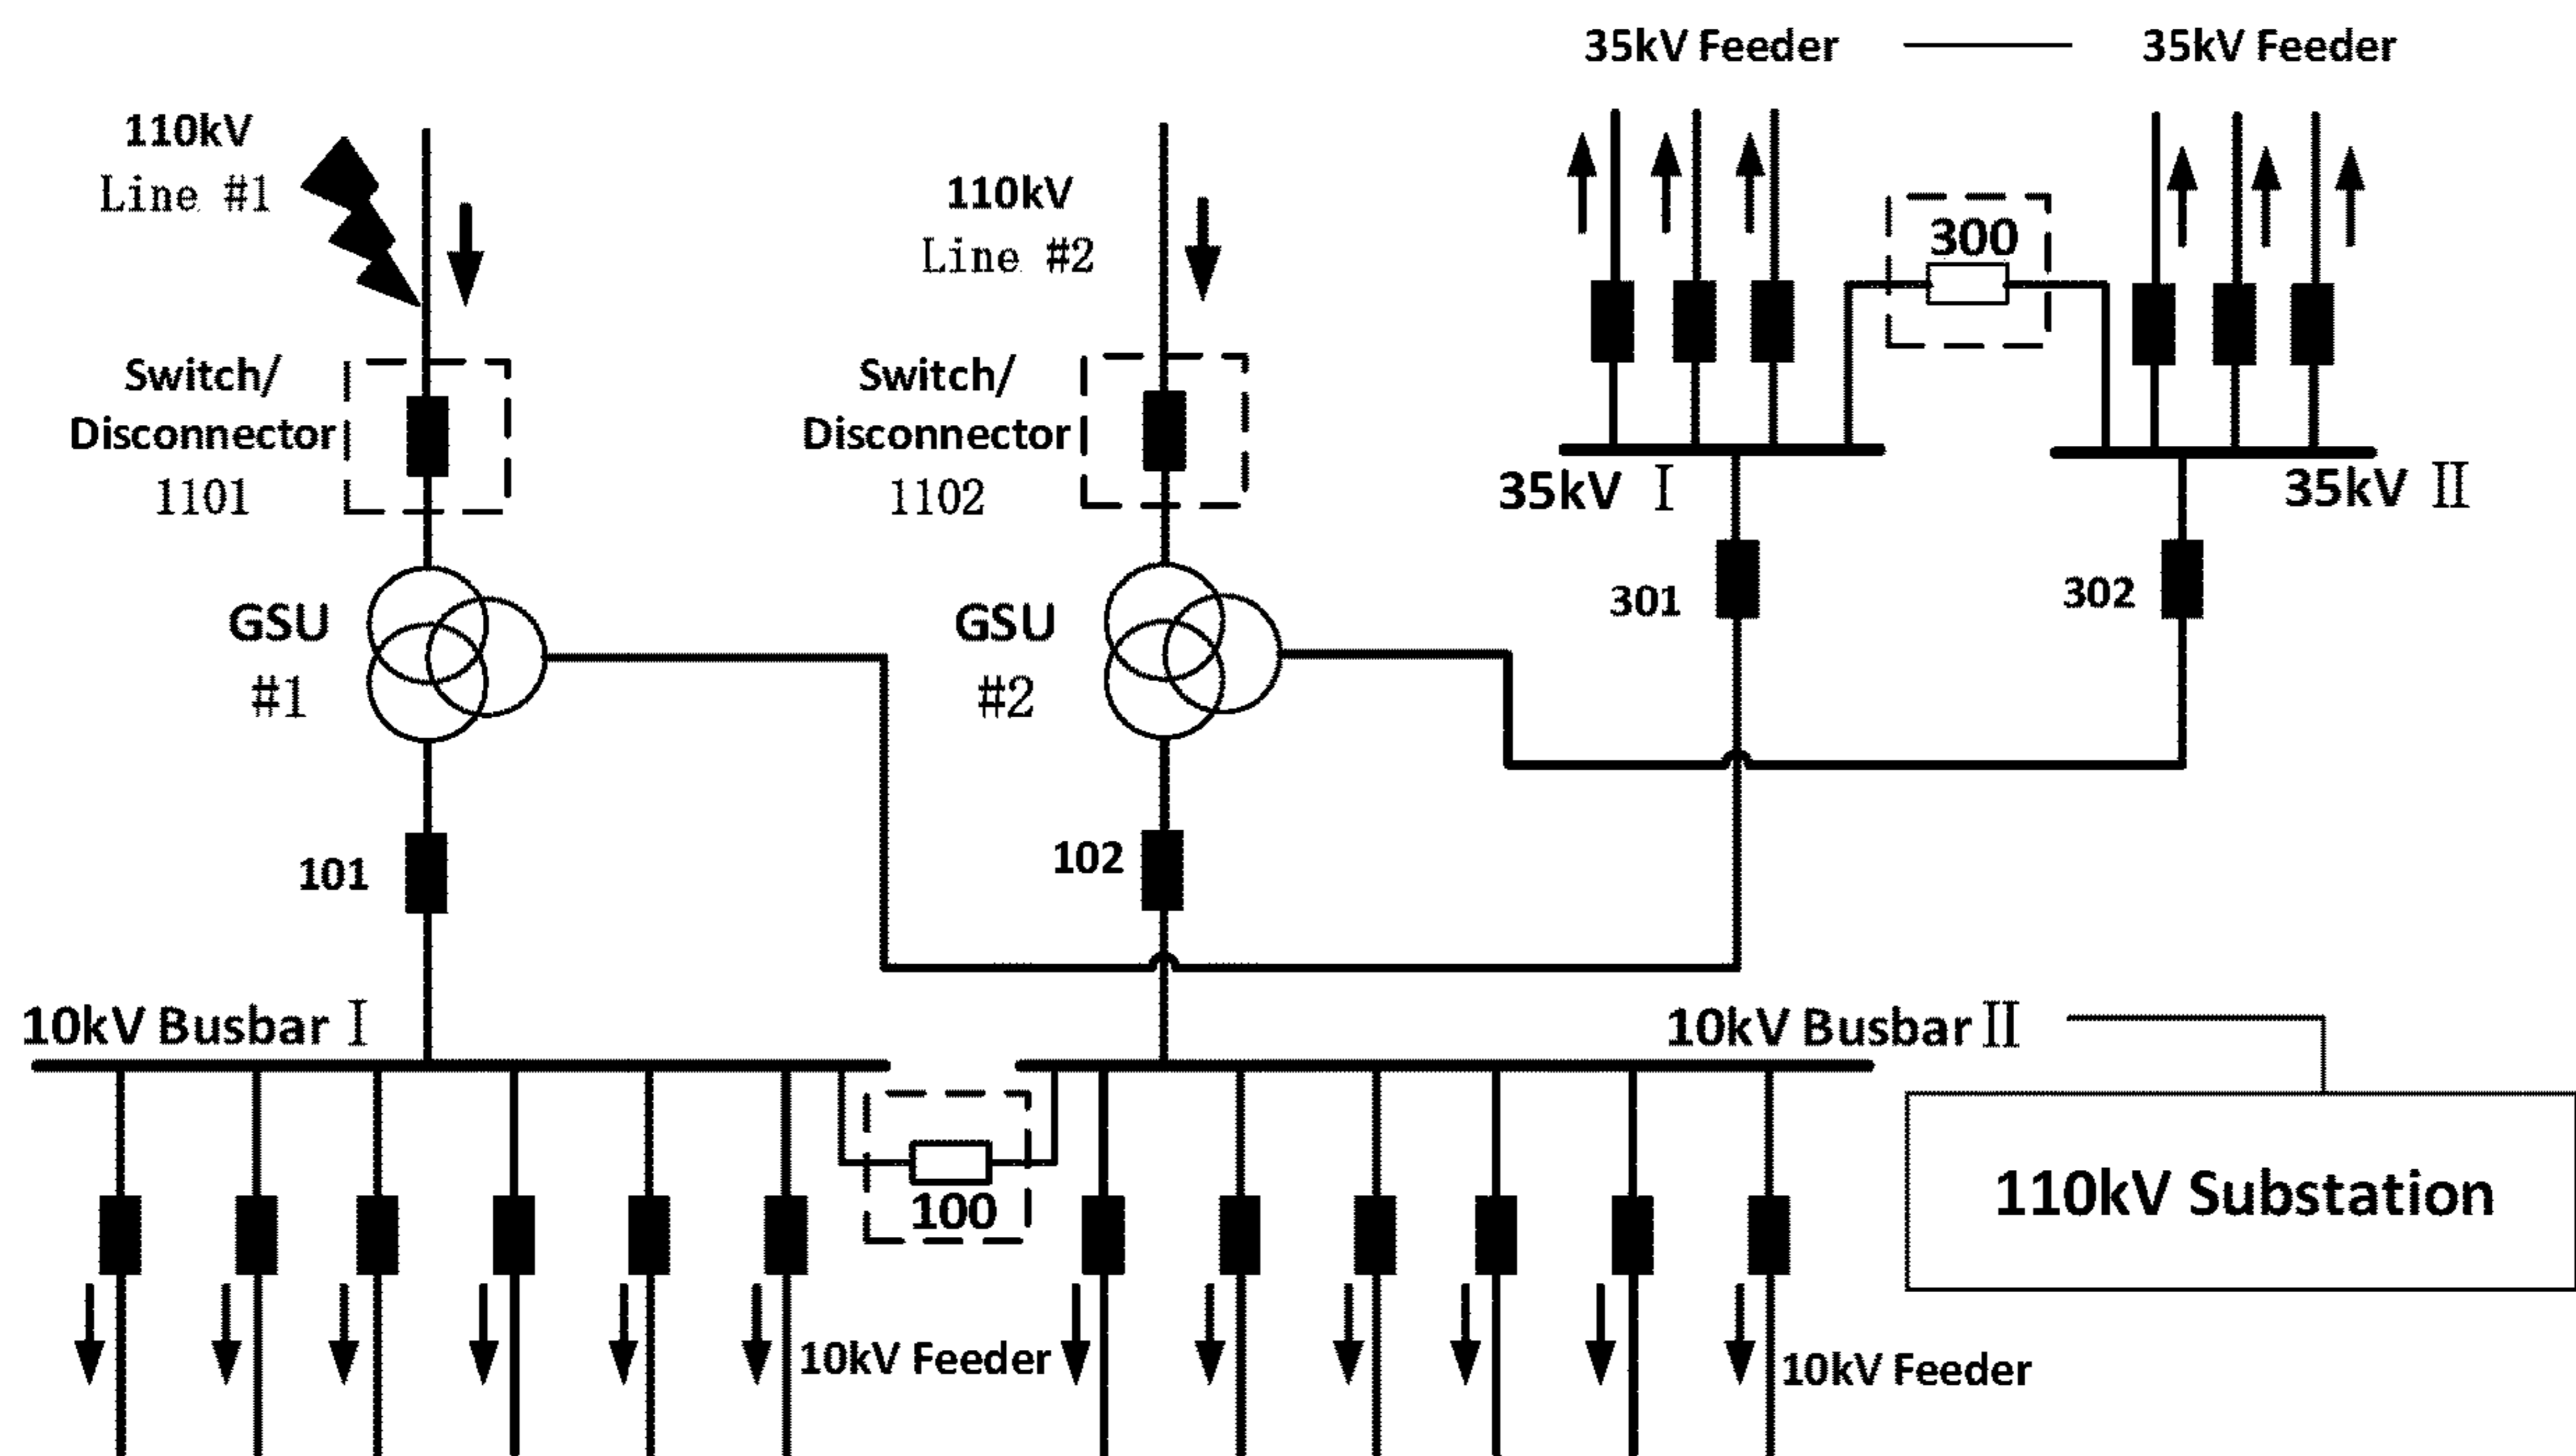 35kV Feeder
35kV Feeder
110kV
Line #1
110kV
Line #2
300
Switch/
Disconnector
1101
Switch/
Disconnector
1102
35kV Ⅰ
35kV Ⅱ
301
302
GSU
#1
GSU
#2
101
102
10kV Busbar Ⅰ
10kV Busbar Ⅱ
100
110kV Substation
10kV Feeder
10kV Feeder